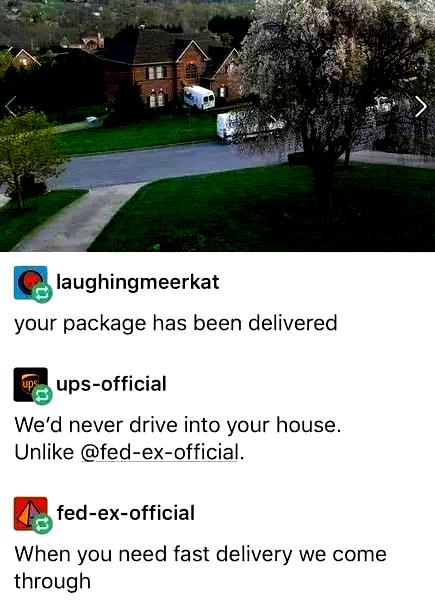 laughingmeerkat
your package has been delivered
ups
ups-official
We’d never drive into your house.
Unlike @fed-ex-official.
fed-ex-official
When you need fast delivery we come
through